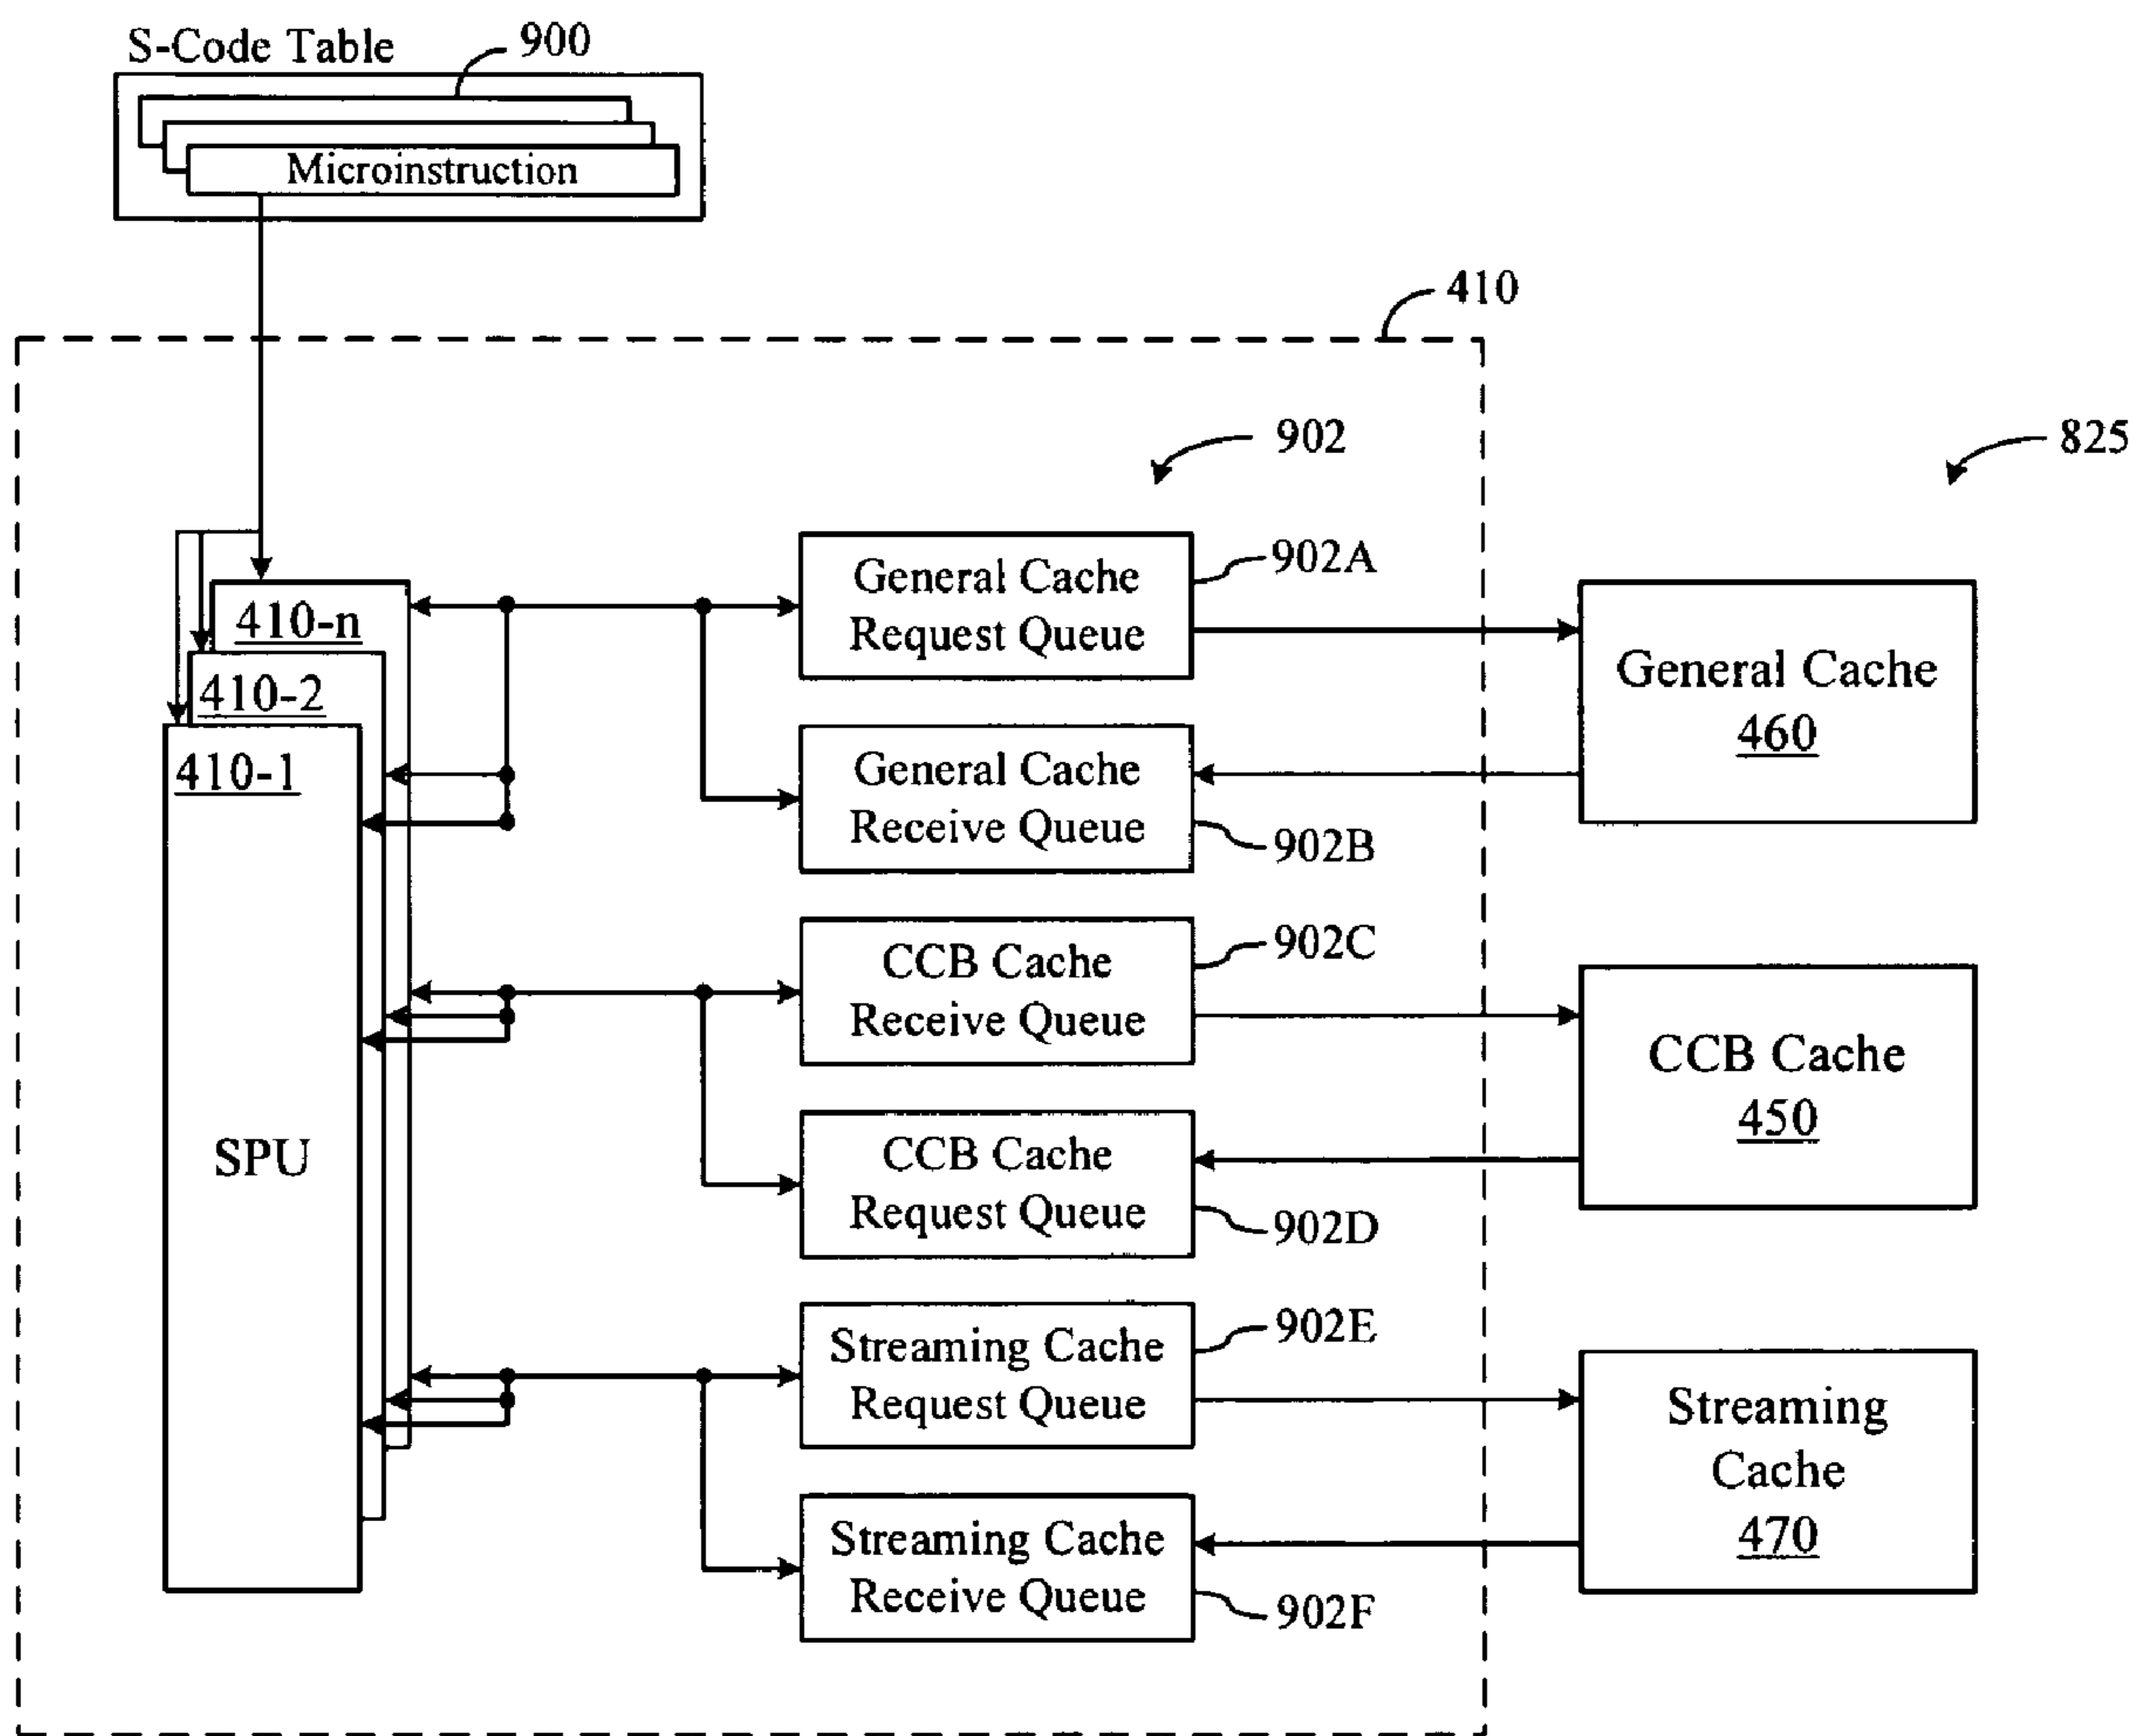 S-Code Table
900
Microinstruction
410
902
825
410-n
410-2
410-1
SPU
General Cache
Request Queue
902A
General Cache
Receive Queue
902B
General Cache
460
CCB Cache
Receive Queue
902C
CCB Cache
Request Queue
902D
CCB Cache
450
Streaming Cache
Request Queue
902E
Streaming Cache
Receive Queue
902F
Streaming
Cache
470